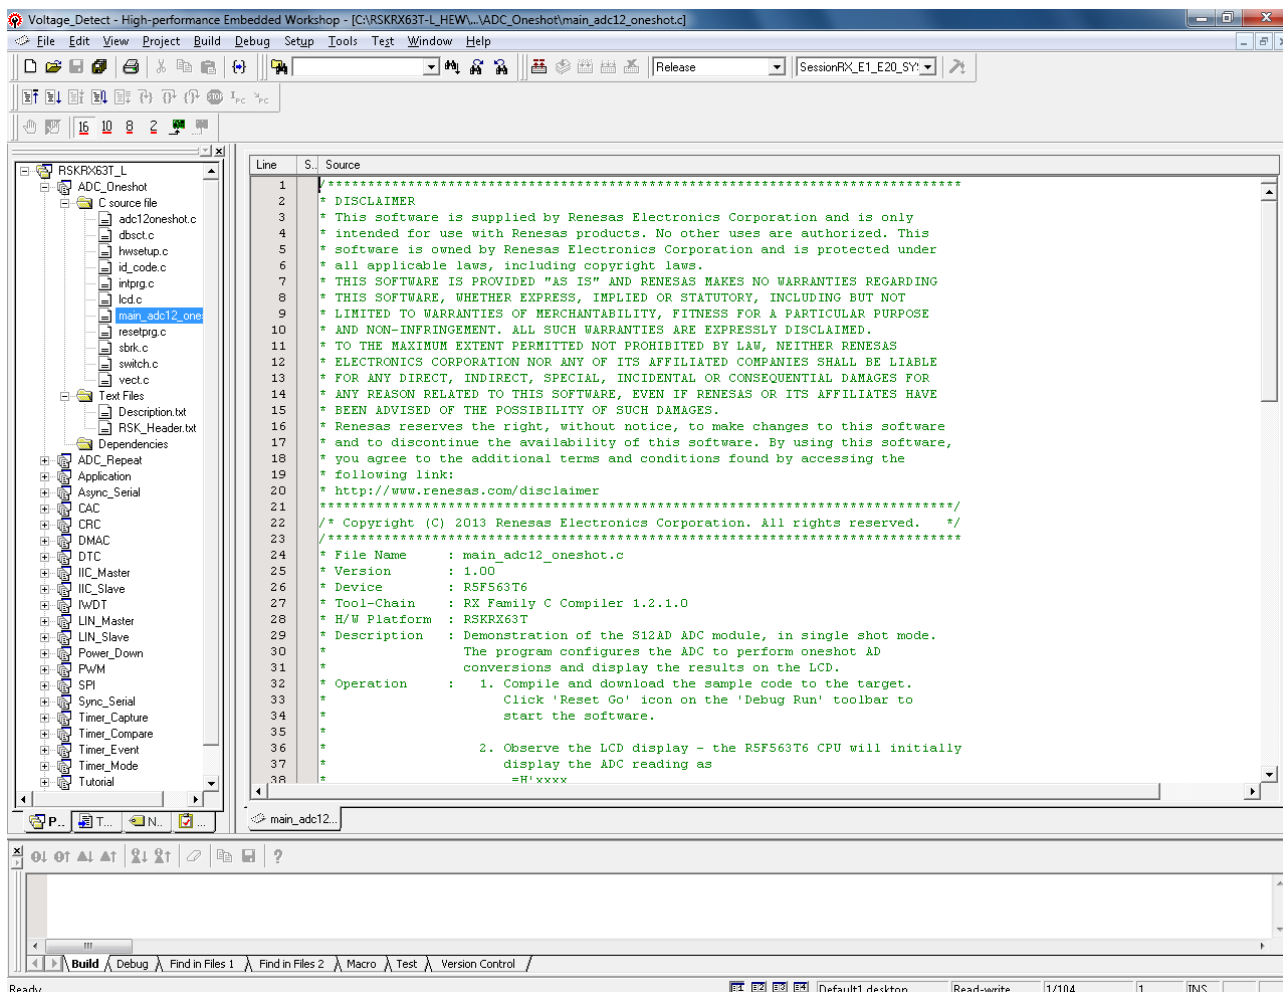 Voltage_Detect - High-performance Embedded Workshop - [C:\RSKRX63T-L_HEW\...\ADC_Oneshot\main_adc12_oneshot.c]
File Edit View Project Build Debug Setup Tools Test Window Help
Release SessionRX_E1_E20_SY
16 10 8 2
RSKRX63T_L
ADC_Oneshot
C source file
adc12oneshot.c
dbsct.c
hwsetup.c
id_code.c
intprg.c
lcd.c
main_adc12_one
resetprg.c
sbrk.c
switch.c
vect.c
Text Files
Description.txt
RSK_Header.txt
Dependencies
ADC_Repeat
Application
Async_Serial
CAC
CRC
DMAC
DTC
IIC_Master
IIC_Slave
IWDT
LIN_Master
LIN_Slave
Power_Down
PWM
SPI
Sync_Serial
Timer_Capture
Timer_Compare
Timer_Event
Timer_Mode
Tutorial
P... T... N... ...
Line S.. Source
1 /*******************************************************************************
2 * DISCLAIMER
3 * This software is supplied by Renesas Electronics Corporation and is only
4 * intended for use with Renesas products. No other uses are authorized. This
5 * software is owned by Renesas Electronics Corporation and is protected under
6 * all applicable laws, including copyright laws.
7 * THIS SOFTWARE IS PROVIDED "AS IS" AND RENESAS MAKES NO WARRANTIES REGARDING
8 * THIS SOFTWARE, WHETHER EXPRESS, IMPLIED OR STATUTORY, INCLUDING BUT NOT
9 * LIMITED TO WARRANTIES OF MERCHANTABILITY, FITNESS FOR A PARTICULAR PURPOSE
10 * AND NON-INFRINGEMENT. ALL SUCH WARRANTIES ARE EXPRESSLY DISCLAIMED.
11 * TO THE MAXIMUM EXTENT PERMITTED NOT PROHIBITED BY LAW, NEITHER RENESAS
12 * ELECTRONICS CORPORATION NOR ANY OF ITS AFFILIATED COMPANIES SHALL BE LIABLE
13 * FOR ANY DIRECT, INDIRECT, SPECIAL, INCIDENTAL OR CONSEQUENTIAL DAMAGES FOR
14 * ANY REASON RELATED TO THIS SOFTWARE, EVEN IF RENESAS OR ITS AFFILIATES HAVE
15 * BEEN ADVISED OF THE POSSIBILITY OF SUCH DAMAGES.
16 * Renesas reserves the right, without notice, to make changes to this software
17 * and to discontinue the availability of this software. By using this software,
18 * you agree to the additional terms and conditions found by accessing the
19 * following link:
20 * http://www.renesas.com/disclaimer
21 *******************************************************************************/
22 /* Copyright (C) 2013 Renesas Electronics Corporation. All rights reserved. */
23 /*******************************************************************************
24 * File Name : main_adc12_oneshot.c
25 * Version : 1.00
26 * Device : R5F563T6
27 * Tool-Chain : RX Family C Compiler 1.2.1.0
28 * H/W Platform : RSKRX63T
29 * Description : Demonstration of the S12AD ADC module, in single shot mode.
30 * The program configures the ADC to perform oneshot AD
31 * conversions and display the results on the LCD.
32 * Operation : 1. Compile and download the sample code to the target.
33 * Click 'Reset Go' icon on the 'Debug Run' toolbar to
34 * start the software.
35 *
36 * 2. Observe the LCD display - the R5F563T6 CPU will initially
37 * display the ADC reading as
38 * =H'xxxx
main_adc12...
Build Debug Find in Files 1 Find in Files 2 Macro Test Version Control
Ready Default1 desktop Read-write 1/104 1 INS